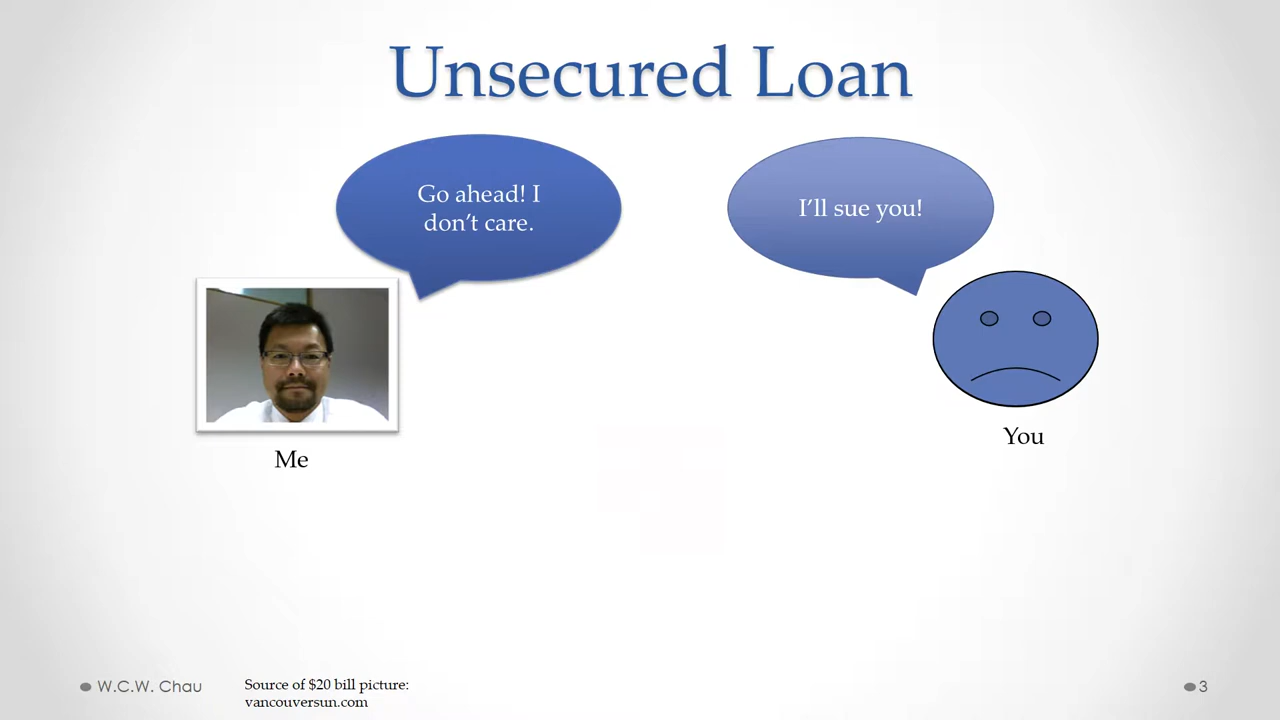 Unsecured Loan
Go ahead! I
don’t care.
I’ll sue you!
Me
You
W.C.W. Chau
Source of $20 bill picture:
vancouversun.com
3